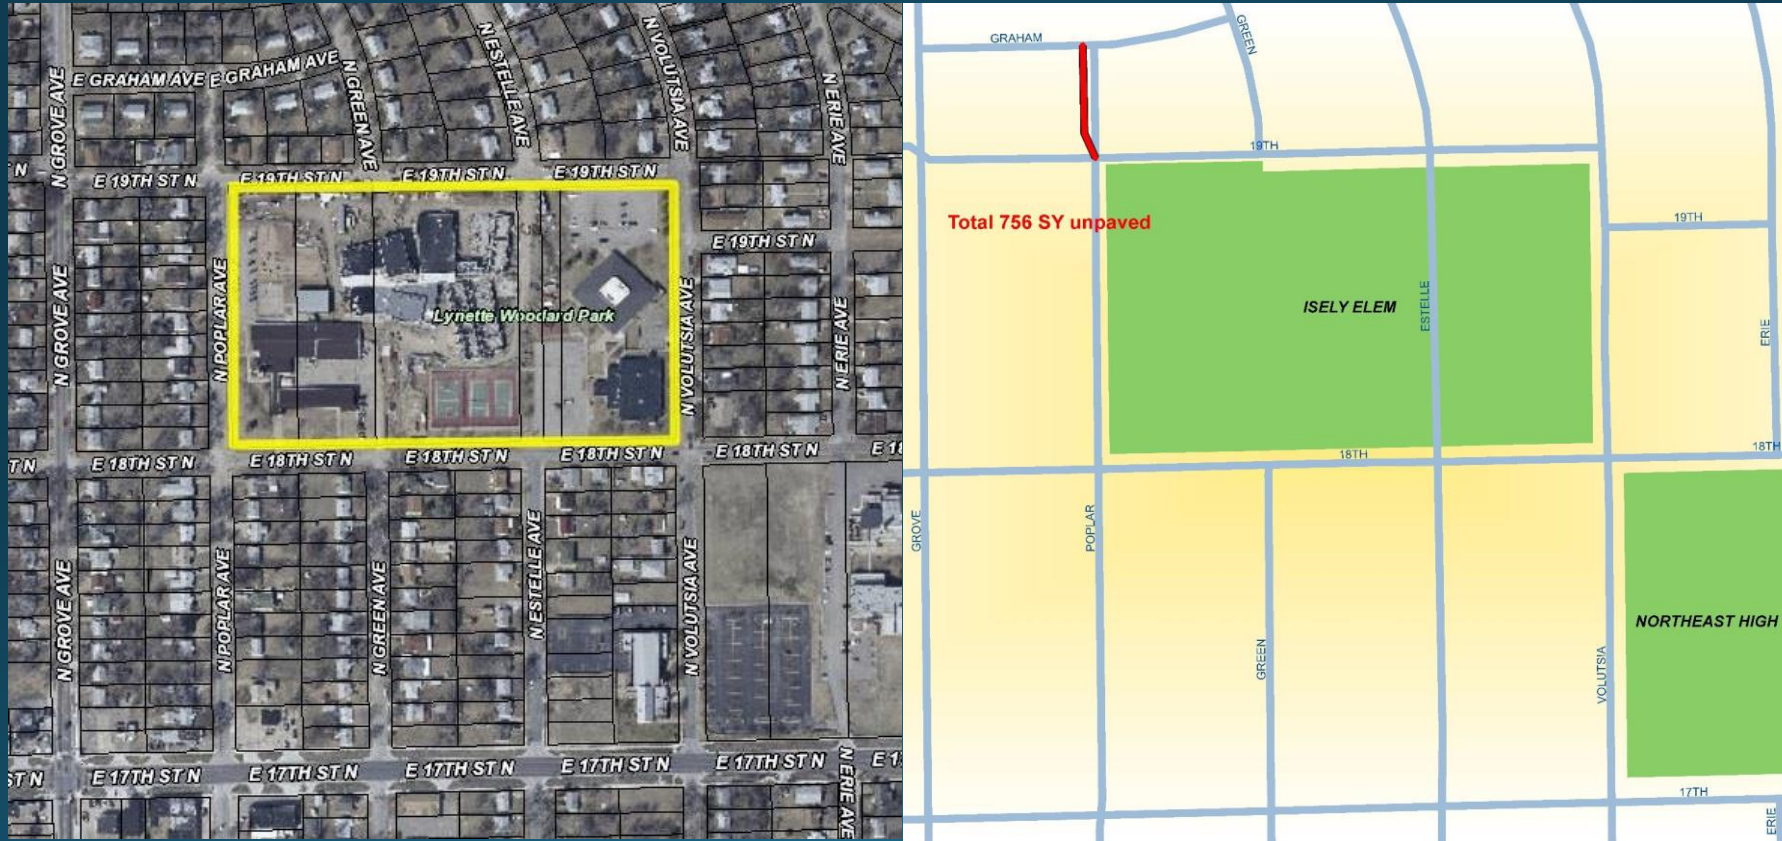 E GRAHAM AVE
E GRAHAM AVE
N GROVE AVE
N GREEN AVE
N ESTELLE AVE
N VOLUTSIA AVE
N ERIE AVE
N
E 19TH ST N
E 19TH ST N
E 19TH ST N
E 19TH ST N
E 19TH ST N
N GROVE AVE
N POPLAR AVE
Lynette Woodard Park
N VOLUTSIA AVE
N ERIE AVE
T N
E 18TH ST N
E 18TH ST N
E 18TH ST N
E 18TH ST N
E 18TH ST N
E 18
N GROVE AVE
N POPLAR AVE
N GREEN AVE
N ESTELLE AVE
N VOLUTSIA AVE
ST N
E 17TH ST N
E 17TH ST N
E 17TH ST N
E 17TH ST N
E 17TH ST N
E 1
N ERIE AVE
GRAHAM
GREEN
19TH
Total 756 SY unpaved
19TH
ISELY ELEM
ESTELLE
ERIE
18TH
18TH
GROVE
POPLAR
GREEN
VOLUTSIA
NORTHEAST HIGH
17TH
ERIE